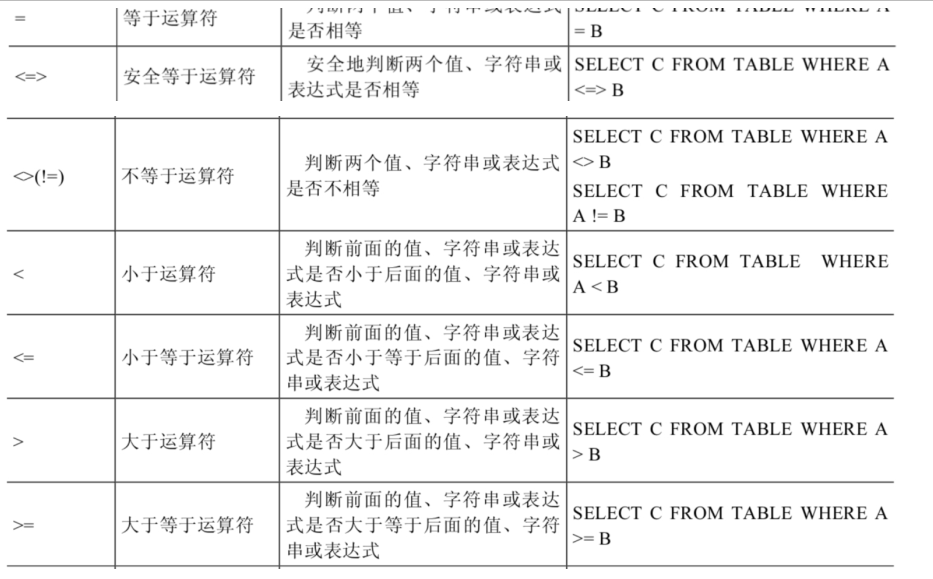 =
等于运算符
是否相等
= B
<=>
安全等于运算符
安全地判断两个值、字符串或
表达式是否相等
SELECT C FROM TABLE WHERE A
<=> B
<>(!=)
不等于运算符
判断两个值、字符串或表达式
是否不相等
SELECT C FROM TABLE WHERE A
<> B
SELECT C FROM TABLE WHERE
A != B
<
小于运算符
判断前面的值、字符串或表达
式是否小于后面的值、字符串或
表达式
SELECT C FROM TABLE WHERE
A < B
<=
小于等于运算符
判断前面的值、字符串或表达
式是否小于等于后面的值、字符
串或表达式
SELECT C FROM TABLE WHERE A
<= B
>
大于运算符
判断前面的值、字符串或表达
式是否大于后面的值、字符串或
表达式
SELECT C FROM TABLE WHERE A
> B
>=
大于等于运算符
判断前面的值、字符串或表达
式是否大于等于后面的值、字符
串或表达式
SELECT C FROM TABLE WHERE A
>= B